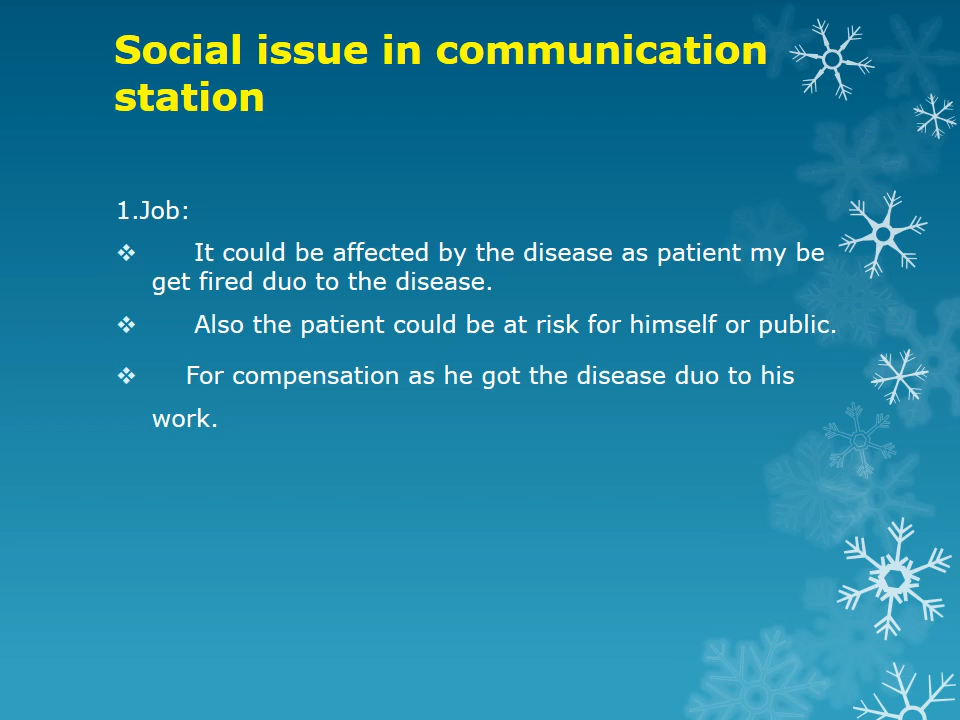 Social issue in communication
station
1.Job:
❖ It could be affected by the disease as patient my be
get fired duo to the disease.
❖ Also the patient could be at risk for himself or public.
❖ For compensation as he got the disease duo to his
work.